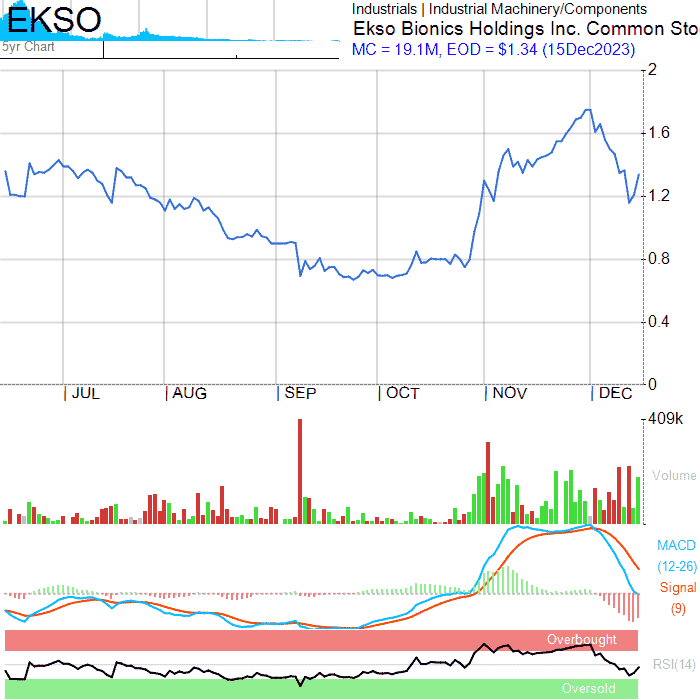 EKSO
5yr Chart
Industrials | Industrial Machinery/Components
Ekso Bionics Holdings Inc. Common Sto
MC = 19.1M, EOD = $1.34 (15Dec2023)
2
1.6
1.2
0.8
0.4
0
JUL AUG SEP OCT NOV DEC
409k
Volume
MACD
(12-26)
Signal
(9)
Overbought
RSI(14)
Oversold